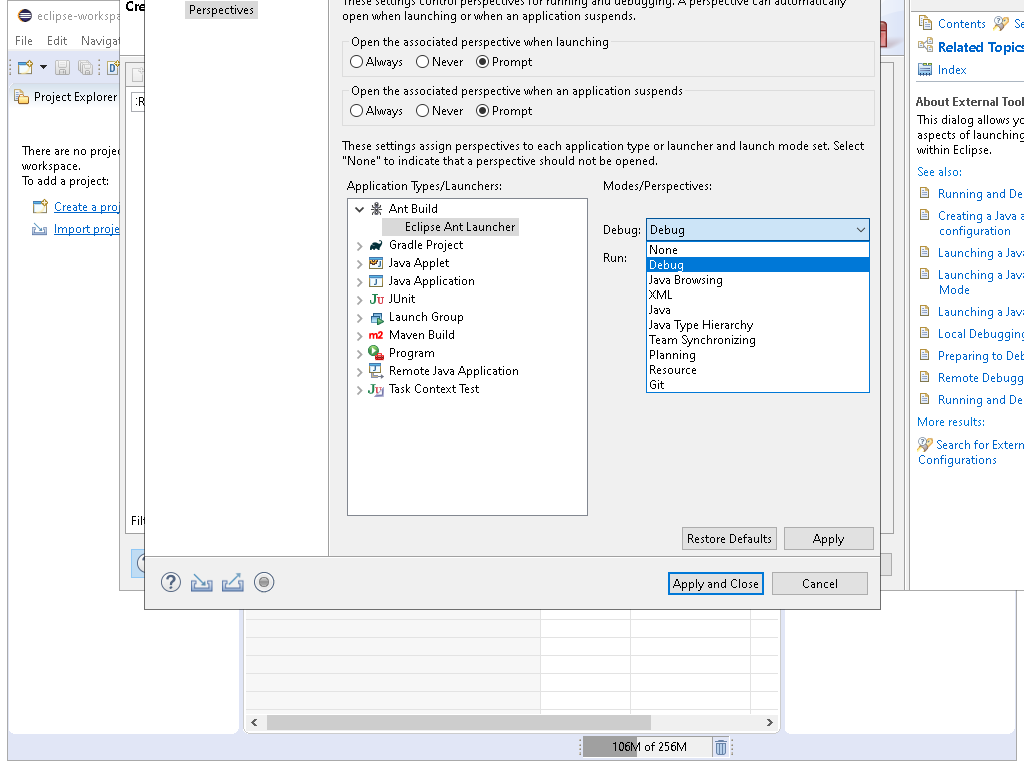 eclipse-workspa
File Edit Navigat
Project Explorer
There are no projec
workspace.
To add a project:
Create a proj
Import proje
Cre
Perspectives
These settings control perspectives for running and debugging. A perspective can automatically
open when launching or when an application suspends.
Open the associated perspective when launching
Always Never Prompt
Open the associated perspective when an application suspends
Always Never Prompt
These settings assign perspectives to each application type or launcher and launch mode set. Select
"None" to indicate that a perspective should not be opened.
Application Types/Launchers:
Modes/Perspectives:
Ant Build
Eclipse Ant Launcher
Gradle Project
Java Applet
Java Application
Ju JUnit
Launch Group
m2 Maven Build
Program
Remote Java Application
Task Context Test
Debug: Debug
Run:
None
Debug
Java Browsing
XML
Java
Java Type Hierarchy
Team Synchronizing
Planning
Resource
Git
Filt
Restore Defaults
Apply
Apply and Close
Cancel
106M of 256M
Contents Se
Related Topics
Index
About External Tool
This dialog allows yo
aspects of launching
within Eclipse.
See also:
Running and De
Creating a Java a
configuration
Launching a Java
Launching a Java
Mode
Launching a Java
Local Debugging
Preparing to Deb
Remote Debugg
Running and De
More results:
Search for Extern
Configurations